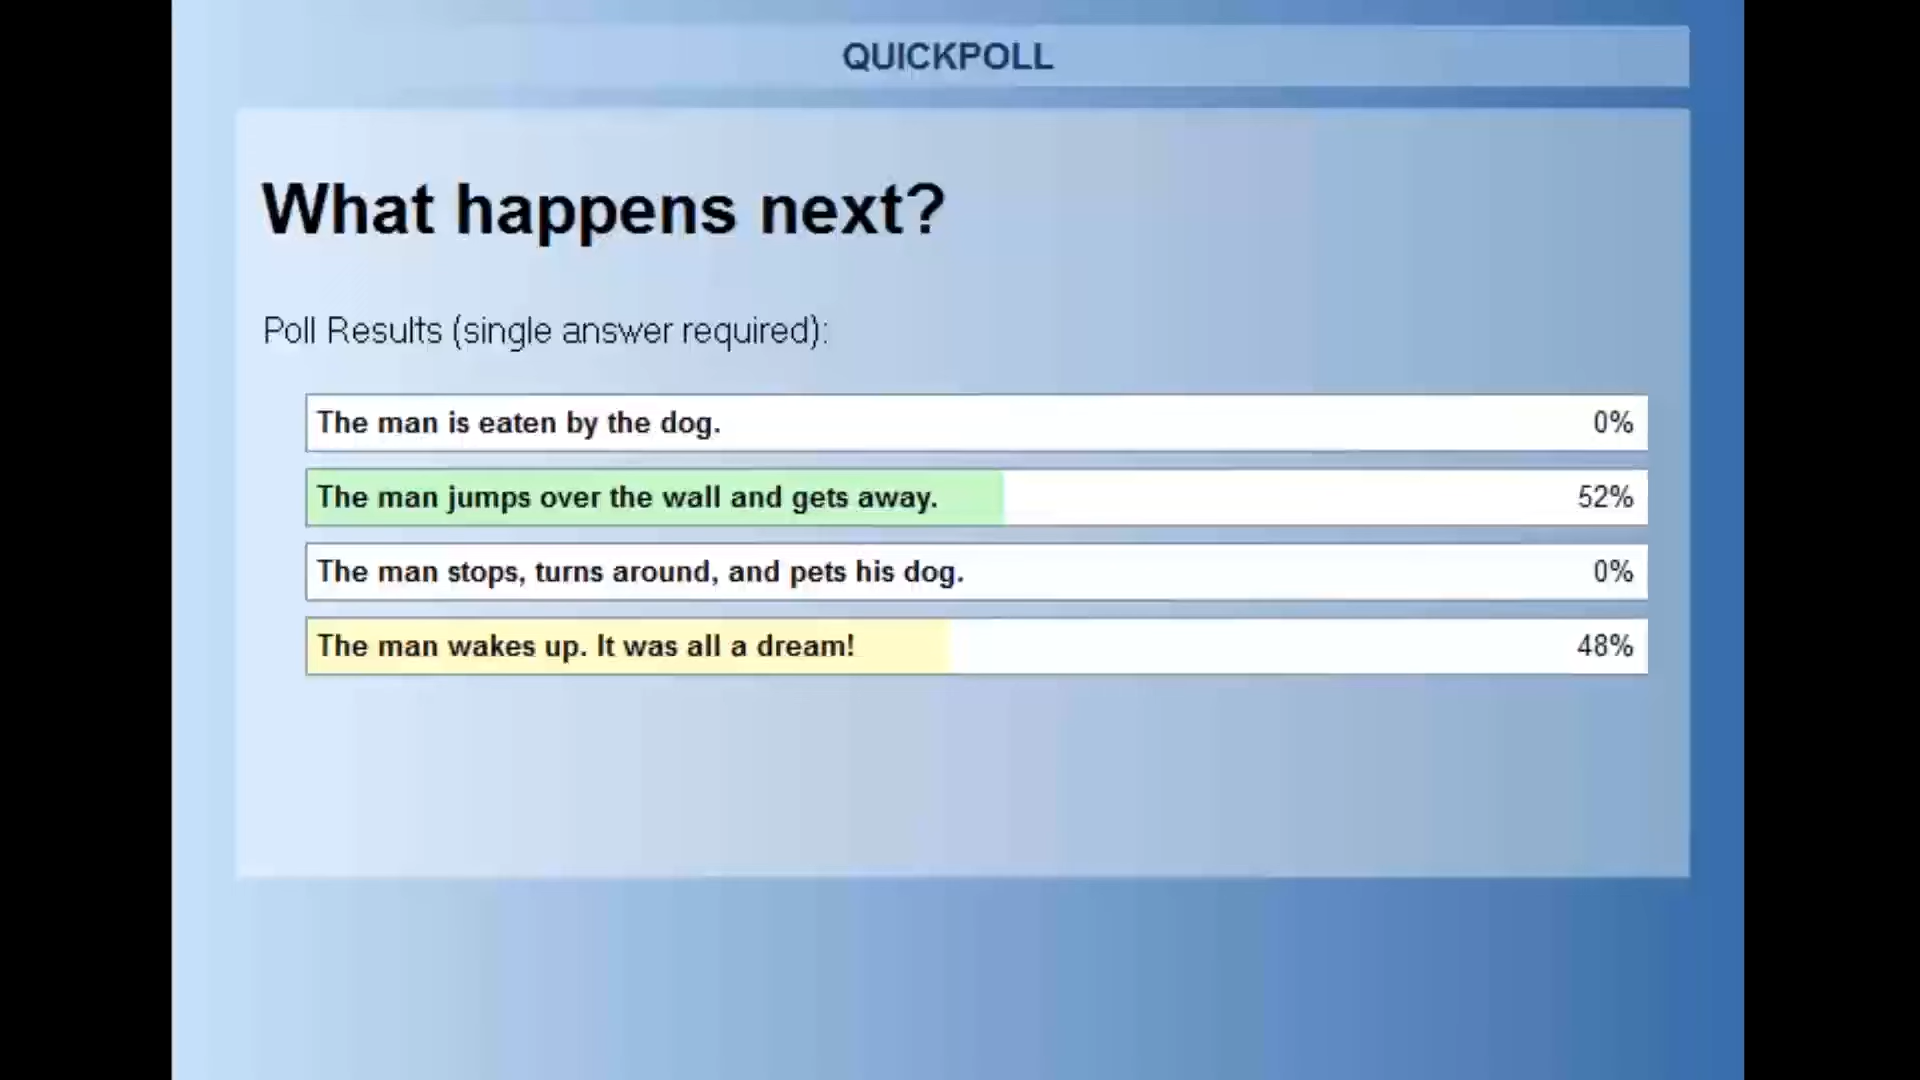 QUICKPOLL
What happens next?
Poll Results (single answer required):
The man is eaten by the dog. 0%
The man jumps over the wall and gets away. 52%
The man stops, turns around, and pets his dog. 0%
The man wakes up. It was all a dream! 48%